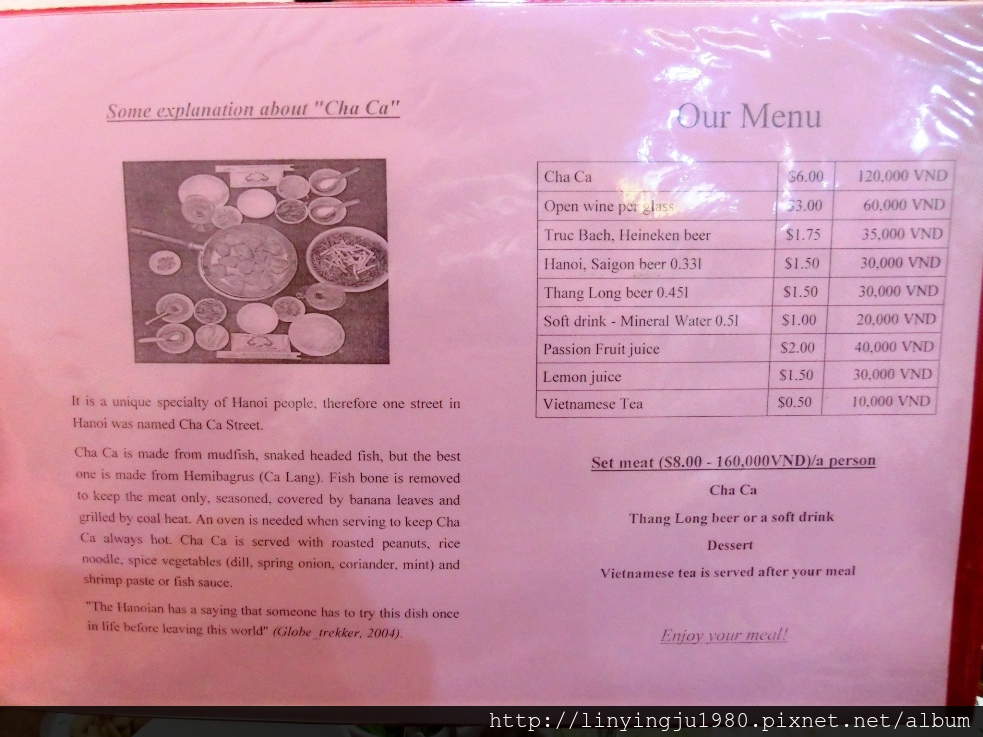 Some explanation about "Cha Ca"
It is a unique specialty of Hanoi people, therefore one street in
Hanoi was named Cha Ca Street.
Cha Ca is made from mudfish, snaked headed fish, but the best
one is made from Hemibagrus (Ca Lang). Fish bone is removed
to keep the meat only, seasoned, covered by banana leaves and
grilled by coal heat. An oven is needed when serving to keep Cha
Ca always hot. Cha Ca is served with roasted peanuts, rice
noodle, spice vegetables (dill, spring onion, coriander, mint) and
shrimp paste or fish sauce.
"The Hanoian has a saying that someone has to try this dish once
in life before leaving this world" (Globe_trekker, 2004).
Our Menu
Cha Ca $6.00 120,000 VND
Open wine per glass $3.00 60,000 VND
Truc Bach, Heineken beer $1.75 35,000 VND
Hanoi, Saigon beer 0.33l $1.50 30,000 VND
Thang Long beer 0.45l $1.50 30,000 VND
Soft drink - Mineral Water 0.5l $1.00 20,000 VND
Passion Fruit juice $2.00 40,000 VND
Lemon juice $1.50 30,000 VND
Vietnamese Tea $0.50 10,000 VND
Set meat ($8.00 - 160,000VND)/a person
Cha Ca
Thang Long beer or a soft drink
Dessert
Vietnamese tea is served after your meal
Enjoy your meal!
http://linyingju1980.pixnet.net/album